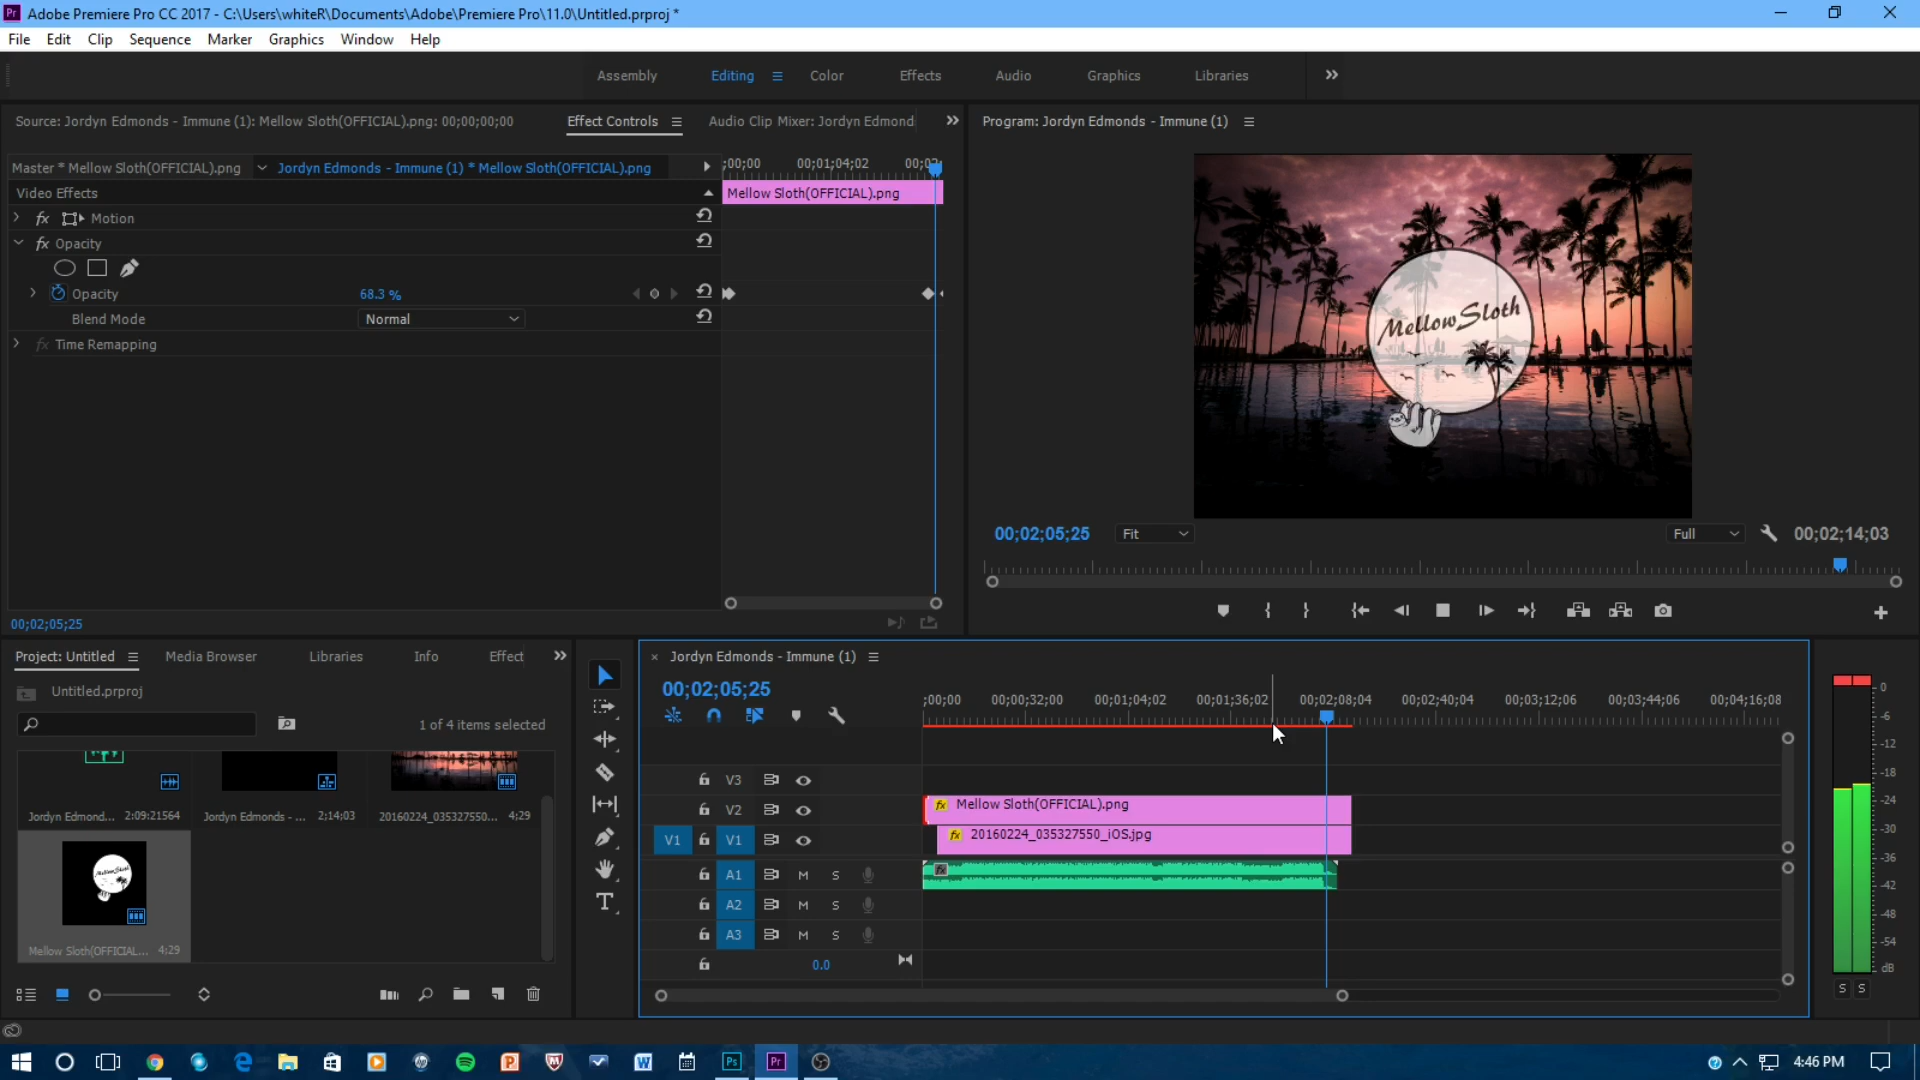 Adobe Premiere Pro CC 2017 - C:\Users\whiteR\Documents\Adobe\Premiere Pro\11.0\Untitled.prproj *
File Edit Clip Sequence Marker Graphics Window Help
Assembly Editing Color Effects Audio Graphics Libraries
Source: Jordyn Edmonds - Immune (1): Mellow Sloth(OFFICIAL).png: 00;00;00;00 Effect Controls Audio Clip Mixer: Jordyn Edmond
Program: Jordyn Edmonds - Immune (1)
Master * Mellow Sloth(OFFICIAL).png Jordyn Edmonds - Immune (1) * Mellow Sloth(OFFICIAL).png
;00;00 00;01;04;02 00;02;
Video Effects
Mellow Sloth(OFFICIAL).png
fx Motion
fx Opacity
Opacity 68.3 %
Blend Mode Normal
fx Time Remapping
MellowSloth
00;02;05;25 Fit Full 00;02;14;03
00;02;05;25
Project: Untitled Media Browser Libraries Info Effect
Untitled.prproj
1 of 4 items selected
Jordyn Edmond... 2:09:21564
Jordyn Edmonds - ... 2;14;03
20160224_035327550... 4;29
MellowSloth
Mellow Sloth(OFFICIAL... 4;29
× Jordyn Edmonds - Immune (1)
00;02;05;25
;00;00 00;00;32;00 00;01;04;02 00;01;36;02 00;02;08;04 00;02;40;04 00;03;12;06 00;03;44;06 00;04;16;08
V3
V2 fx Mellow Sloth(OFFICIAL).png
V1 V1 fx 20160224_035327550_iOS.jpg
A1 M S fx
A2 M S
A3 M S
0.0
0
-6
-12
-18
-24
-30
-36
-42
-48
-54
dB
S S
4:46 PM